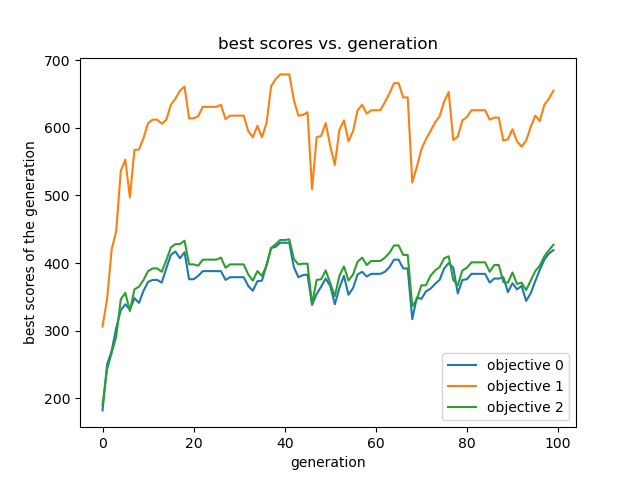 best scores vs. generation
best scores of the generation
700
600
500
400
300
200
0
20
40
60
80
100
generation
objective 0
objective 1
objective 2